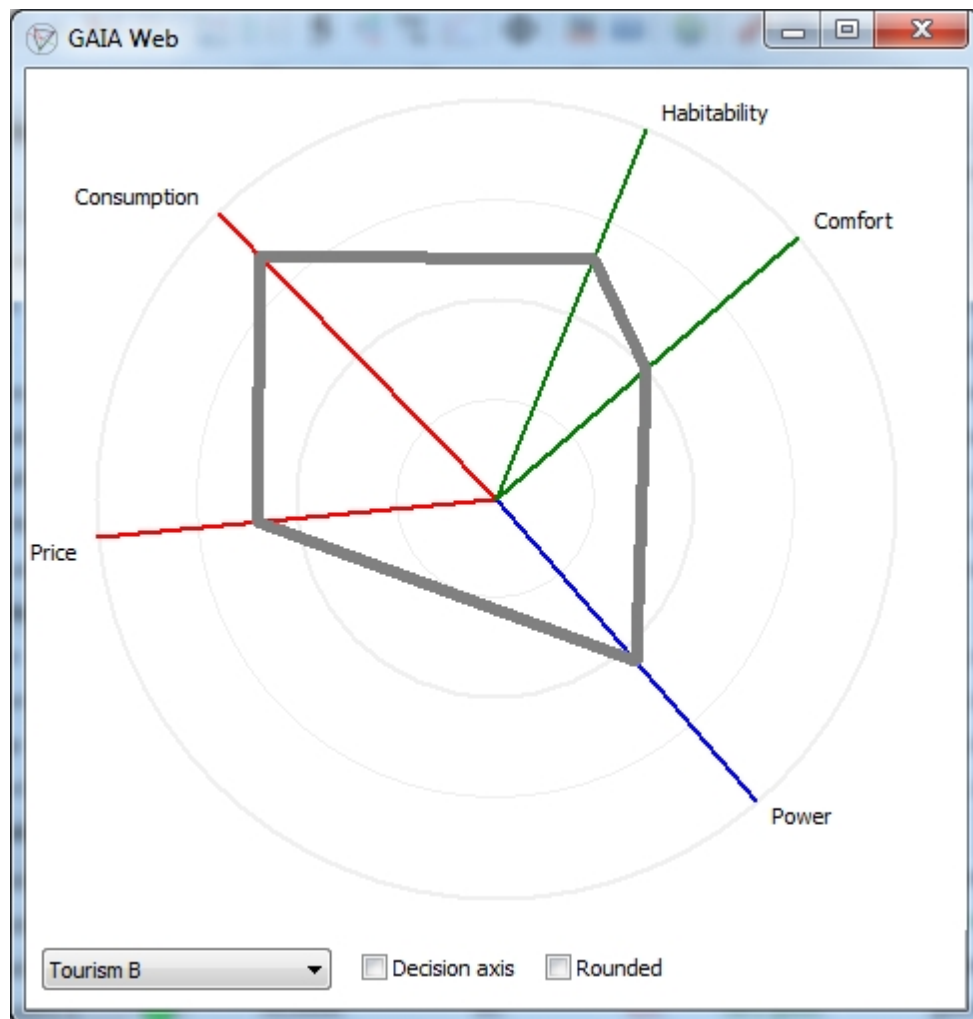 GAIA Web
Habitability
Consumption
Comfort
Price
Power
Tourism B
Decision axis
Rounded